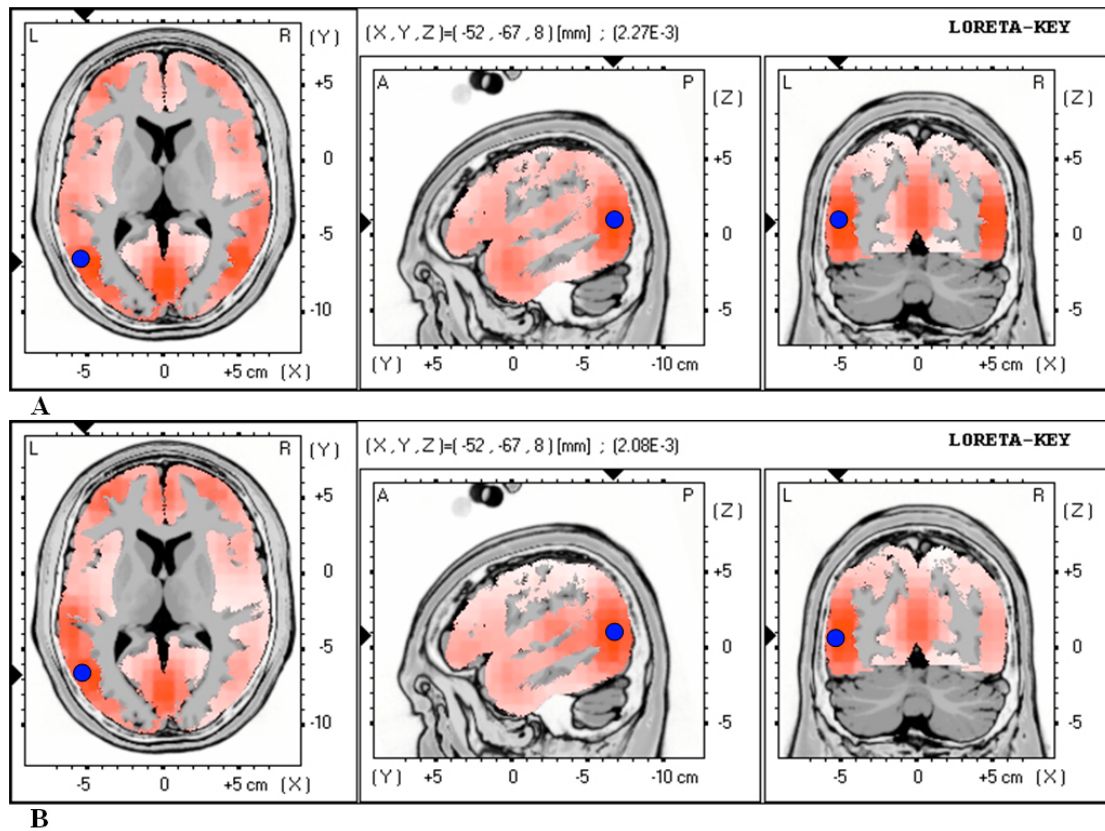 (X,Y,Z)=(-52,-67,8)[mm];(2.27E-3) LORETA-KEY
L R (Y)
+5
0
-5
-10
-5 0 +5 cm (X)
A P (Z)
+5
0
-5
(Y) +5 0 -5 -10 cm
L R (Z)
+5
0
-5
-5 0 +5 cm (X)
A
(X,Y,Z)=(-52,-67,8)[mm];(2.08E-3) LORETA-KEY
L R (Y)
+5
0
-5
-10
-5 0 +5 cm (X)
A P (Z)
+5
0
-5
(Y) +5 0 -5 -10 cm
L R (Z)
+5
0
-5
-5 0 +5 cm (X)
B